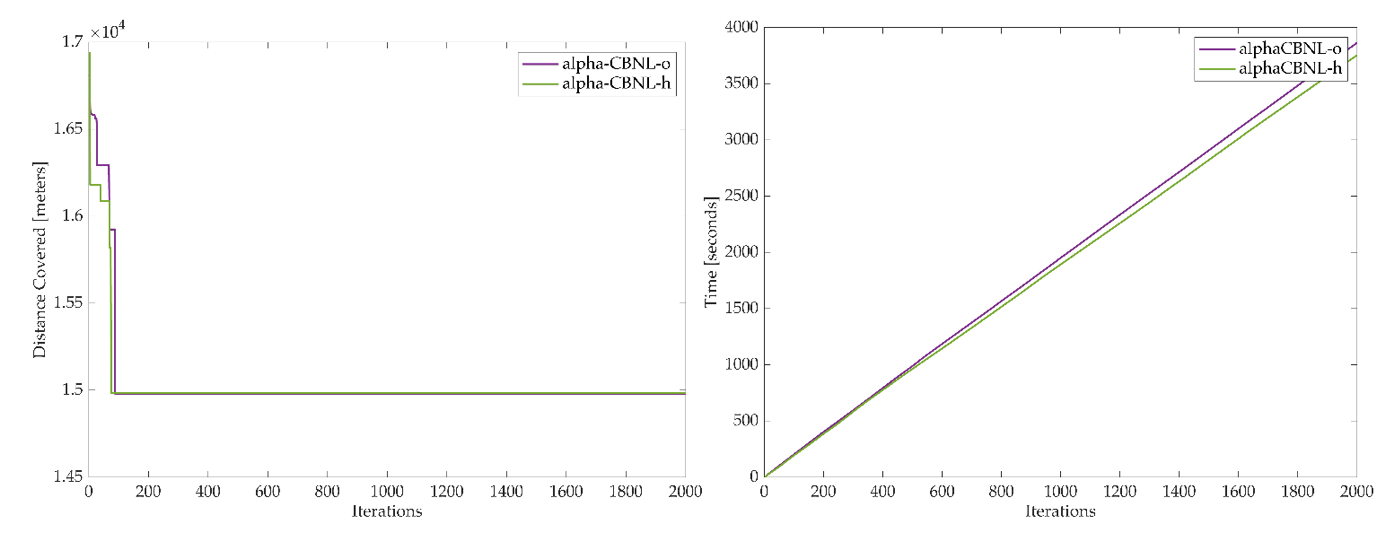 ×10⁴
1.7
1.65
1.6
1.55
1.5
1.45
Distance Covered [meters]
alpha-CBNL-o
alpha-CBNL-h
0 200 400 600 800 1000 1200 1400 1600 1800 2000
Iterations
4000
3500
3000
2500
2000
1500
1000
500
0
Time [seconds]
alphaCBNL-o
alphaCBNL-h
0 200 400 600 800 1000 1200 1400 1600 1800 2000
Iterations